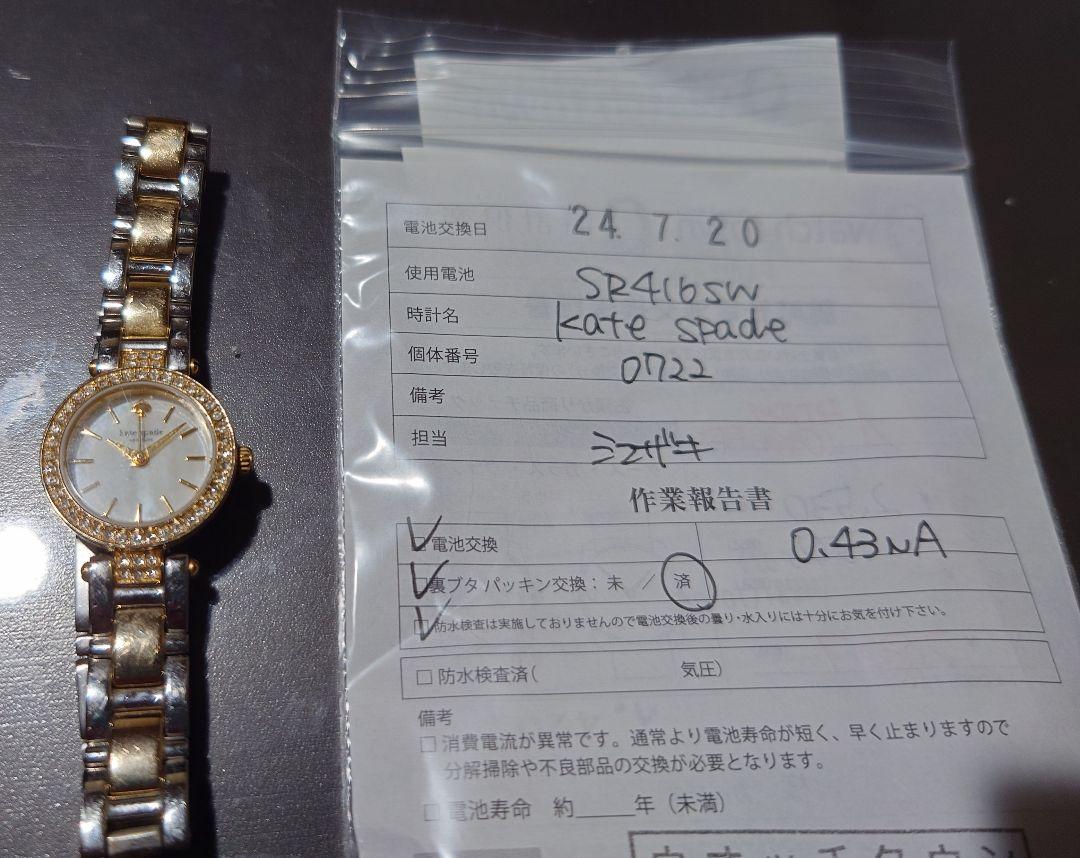 kate spade
電池交換日 24. 7. 20
使用電池 SR416SW
時計名 kate spade
個体番号 0722
備考
担当 シマザキ
作業報告書
☐電池交換 0.43μA
☐裏ブタパッキン交換：未 ／ 済
☐防水検査は実施しておりませんので電池交換後の曇り・水入りには十分にお気を付け下さい。
☐防水検査済( 気圧)
備考
☐消費電流が異常です。通常より電池寿命が短く、早く止まりますので
分解掃除や不良部品の交換が必要となります。
☐電池寿命 約_____年（未満）